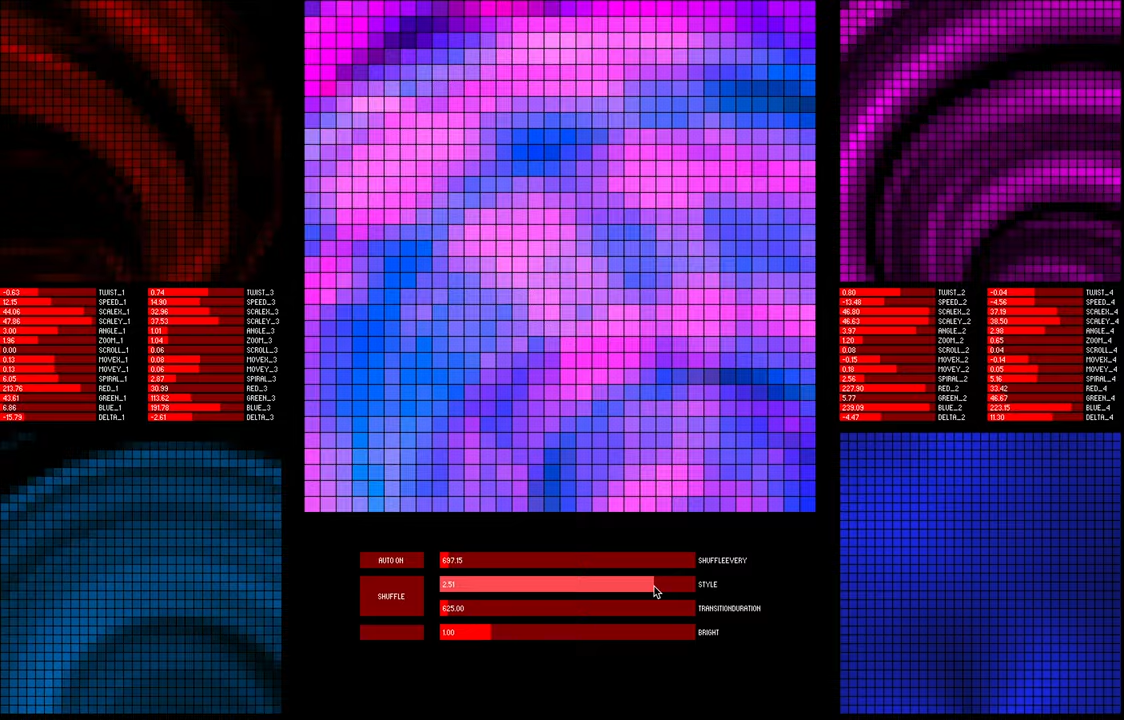 -0.63 TWIST_1 0.74 TWIST_3
12.15 SPEED_1 14.90 SPEED_3
44.06 SCALEX_1 32.96 SCALEX_3
47.86 SCALEY_1 37.53 SCALEY_3
3.00 ANGLE_1 1.01 ANGLE_3
1.96 ZOOM_1 1.04 ZOOM_3
0.00 SCROLL_1 0.06 SCROLL_3
0.13 MOVEX_1 0.08 MOVEX_3
0.13 MOVEY_1 0.06 MOVEY_3
6.05 SPIRAL_1 2.87 SPIRAL_3
213.76 RED_1 30.99 RED_3
43.61 GREEN_1 113.62 GREEN_3
6.86 BLUE_1 191.78 BLUE_3
-15.79 DELTA_1 -2.61 DELTA_3
0.80 TWIST_2 -0.04 TWIST_4
-13.48 SPEED_2 -4.56 SPEED_4
46.80 SCALEX_2 37.19 SCALEX_4
46.63 SCALEY_2 38.50 SCALEY_4
3.97 ANGLE_2 2.98 ANGLE_4
1.20 ZOOM_2 0.65 ZOOM_4
0.08 SCROLL_2 0.04 SCROLL_4
-0.15 MOVEX_2 -0.14 MOVEX_4
0.18 MOVEY_2 0.05 MOVEY_4
2.56 SPIRAL_2 5.16 SPIRAL_4
227.90 RED_2 33.42 RED_4
5.77 GREEN_2 46.67 GREEN_4
239.09 BLUE_2 223.15 BLUE_4
-4.47 DELTA_2 11.30 DELTA_4
AUTO ON 697.15 SHUFFLEEVERY
2.51 STYLE
SHUFFLE
625.00 TRANSITIONDURATION
1.00 BRIGHT